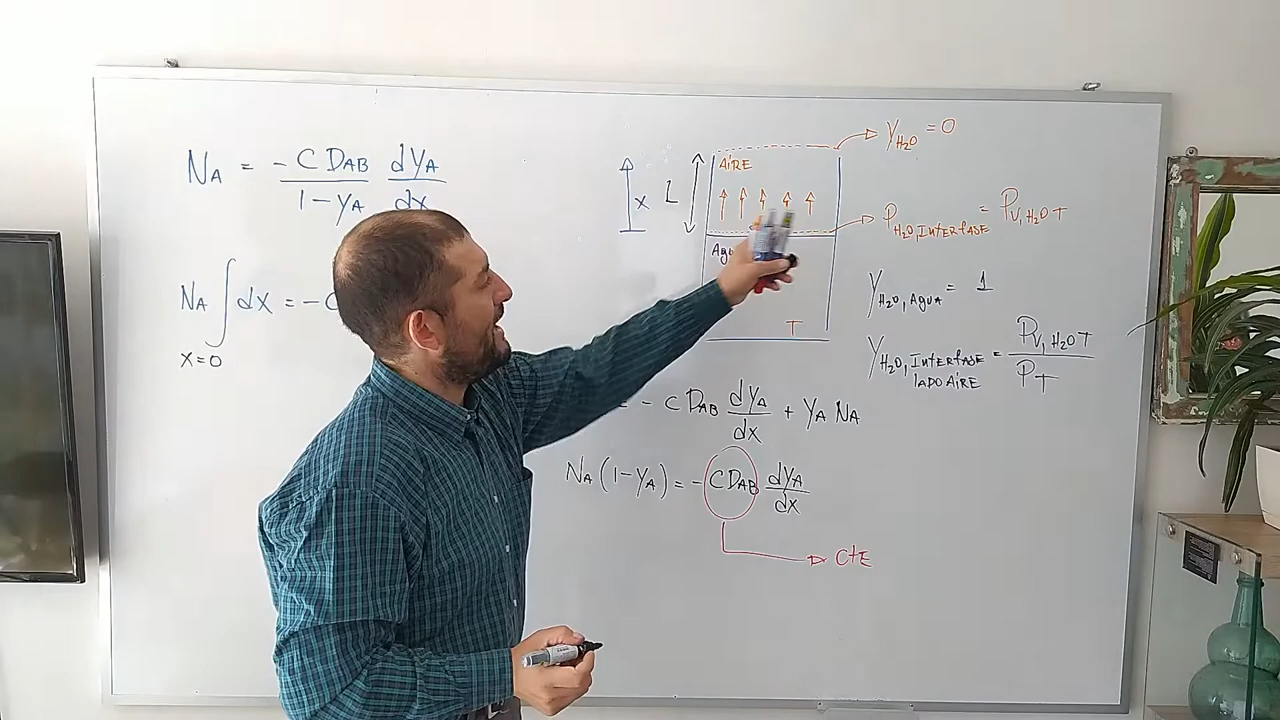 NA = -C DAB / 1-yA dyA / dx
NA ∫ dx = -C
x=0
x
L
AiRE
Agu
T
yH2O = 0
PH2O, INTERFASE = PV, H2O T
yH2O, AGUA = 1
yH2O, INTERFASE LADO AIRE = PV, H2O T / PT
= - C DAB dyA / dx + yA NA
NA (1-yA) = - C DAB dyA / dx
CtE